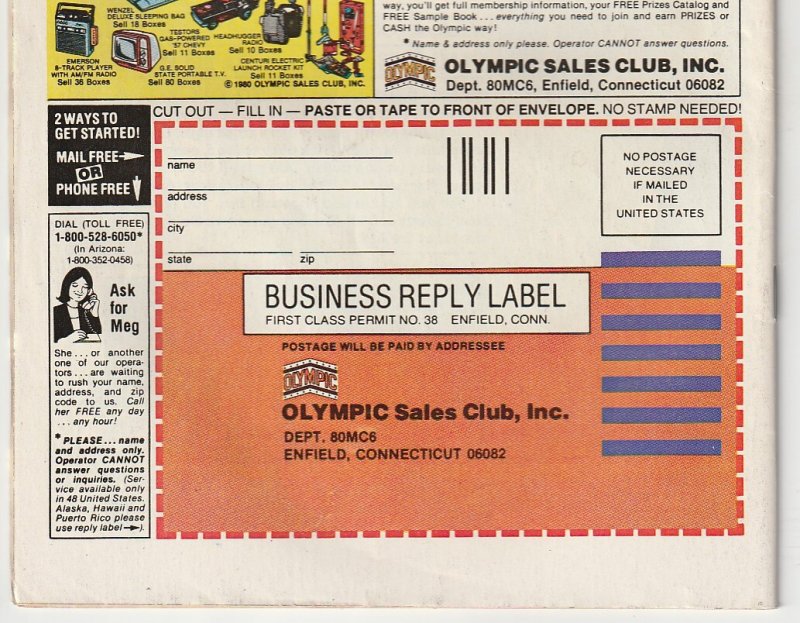 way, you'll get full membership information, your FREE Prizes Catalog and
FREE Sample Book . . . everything you need to join and earn PRIZES or
CASH the Olympic way!
* Name & address only please. Operator CANNOT answer questions.
OLYMPIC
OLYMPIC SALES CLUB, INC.
Dept. 80MC6, Enfield, Connecticut 06082
WENZEL
DELUXE SLEEPING BAG
Sell 18 Boxes
EMERSON
8-TRACK PLAYER
WITH AM/FM RADIO
Sell 36 Boxes
TESTORS
GAS-POWERED
'57 CHEVY
Sell 11 Boxes
HEADHUGGER
RADIO
Sell 10 Boxes
G.E. SOLID
STATE PORTABLE T.V.
Sell 80 Boxes
CENTURI ELECTRIC
LAUNCH ROCKET KIT
Sell 11 Boxes
© 1980 OLYMPIC SALES CLUB, INC.
CUT OUT — FILL IN — PASTE OR TAPE TO FRONT OF ENVELOPE. NO STAMP NEEDED!
2 WAYS TO
GET STARTED!
MAIL FREE
OR
PHONE FREE
DIAL (TOLL FREE)
1-800-528-6050*
(In Arizona:
1-800-352-0458)
Ask
for
Meg
She . . . or another
one of our opera-
tors . . . are waiting
to rush your name,
address, and zip
code to us. Call
her FREE any day
. . . any hour!
* PLEASE . . . name
and address only.
Operator CANNOT
answer questions
or inquiries. (Ser-
vice available only
in 48 United States.
Alaska, Hawaii and
Puerto Rico please
use reply label →).
name
address
city
state zip
NO POSTAGE
NECESSARY
IF MAILED
IN THE
UNITED STATES
BUSINESS REPLY LABEL
FIRST CLASS PERMIT NO. 38 ENFIELD, CONN.
POSTAGE WILL BE PAID BY ADDRESSEE
OLYMPIC
OLYMPIC Sales Club, Inc.
DEPT. 80MC6
ENFIELD, CONNECTICUT 06082